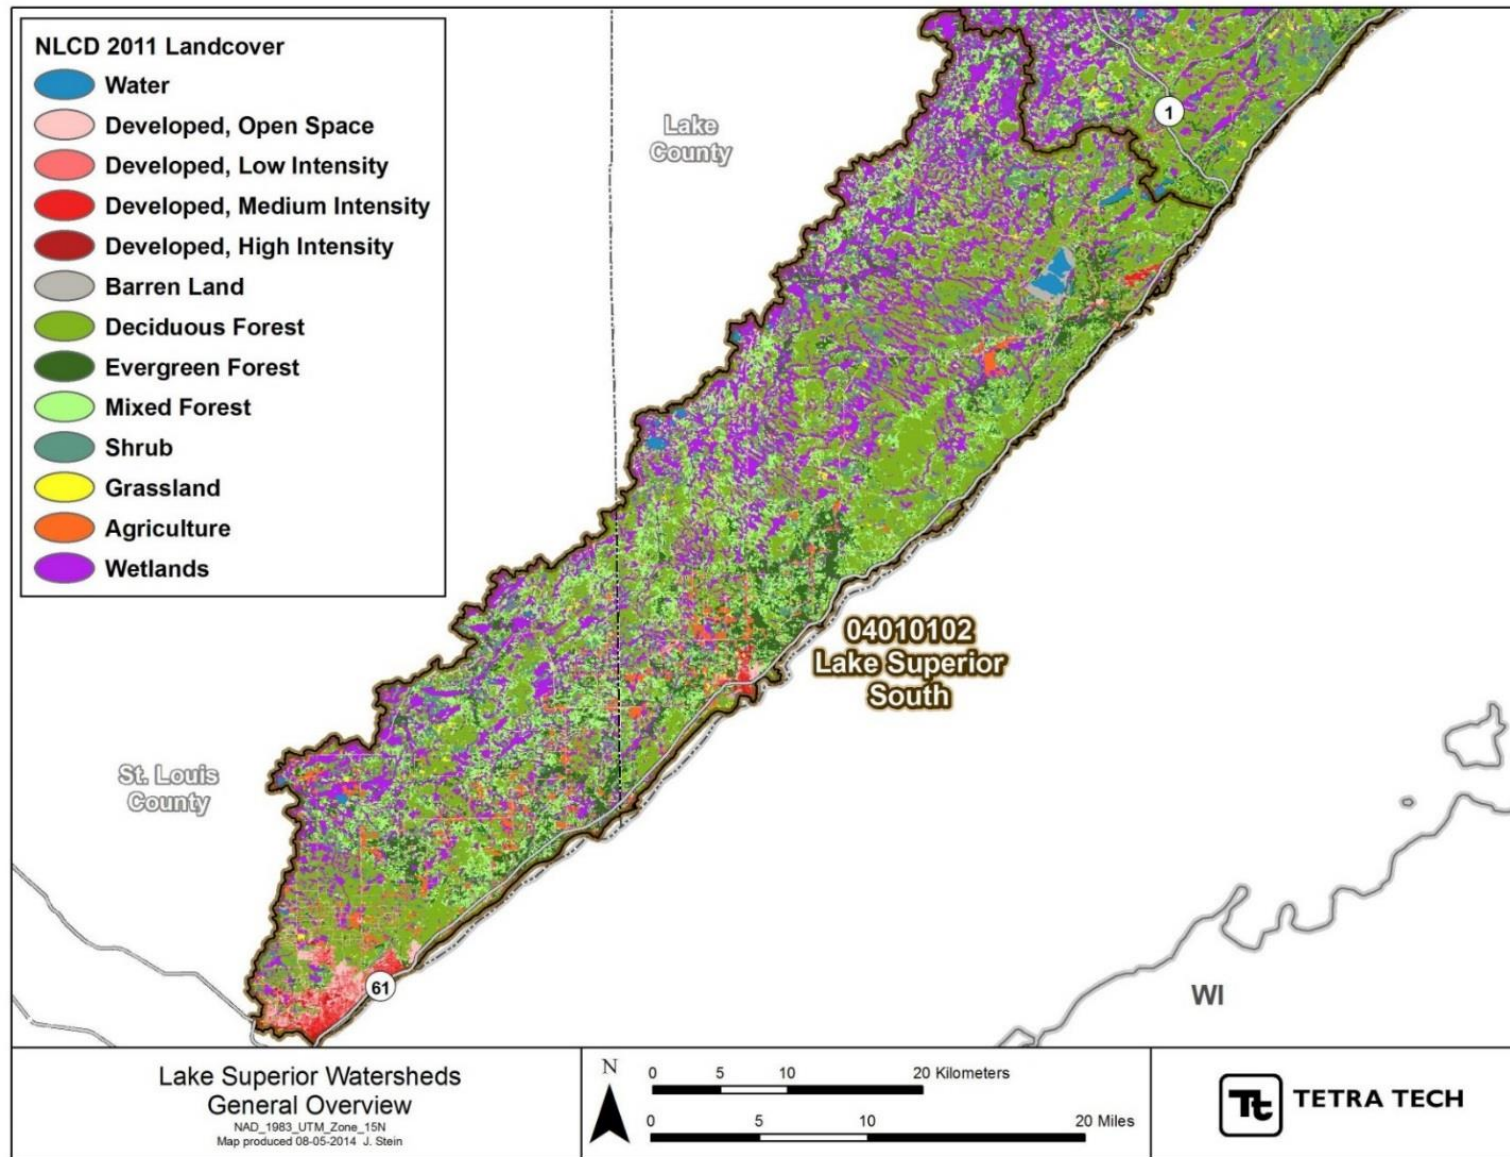 NLCD 2011 Landcover
Water
Developed, Open Space
Developed, Low Intensity
Developed, Medium Intensity
Developed, High Intensity
Barren Land
Deciduous Forest
Evergreen Forest
Mixed Forest
Shrub
Grassland
Agriculture
Wetlands
Lake
County
1
04010102
Lake Superior
South
St. Louis
County
61
WI
Lake Superior Watersheds
General Overview
NAD_1983_UTM_Zone_15N
Map produced 08-05-2014 J. Stein
N
0 5 10 20 Kilometers
0 5 10 20 Miles
Tt TETRA TECH